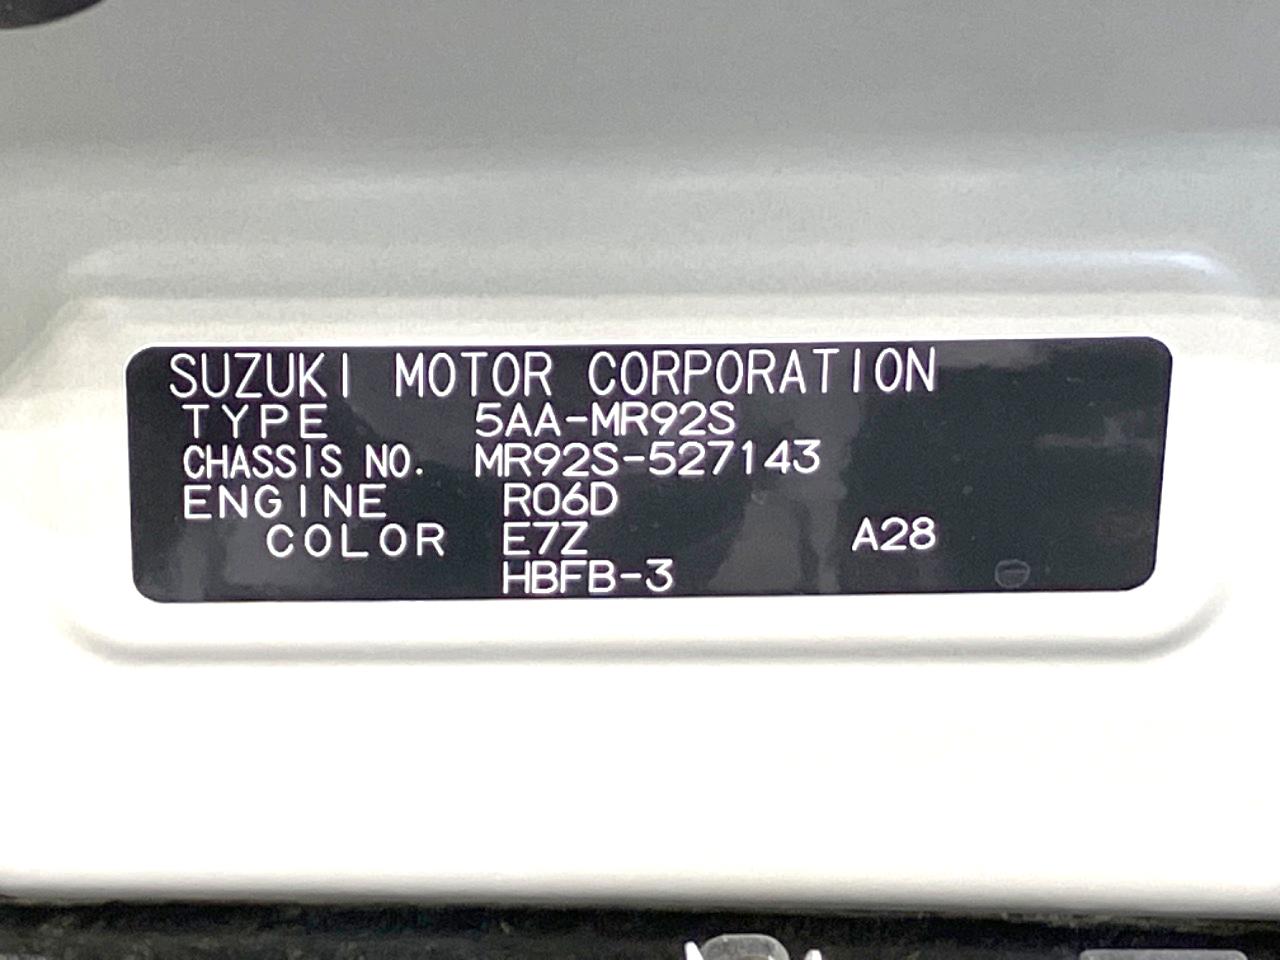 SUZUKI MOTOR CORPORATION
TYPE 5AA-MR92S
CHASSIS NO. MR92S-527143
ENGINE R06D
COLOR E7Z A28
HBFB-3